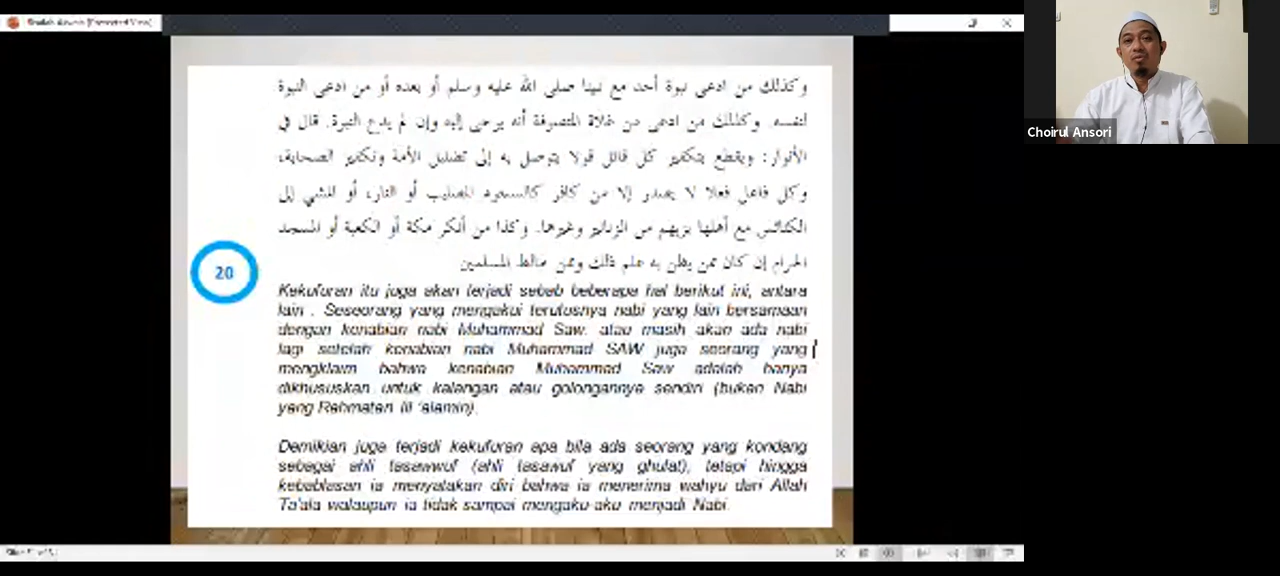 وكذلك من ادعى نبوة أحد مع نبينا صلى الله عليه وسلم أو بعده أو من ادعى النبوة
لنفسه. وكذلك من ادعى من غلاة المتصوفة أنه يوحى إليه وإن لم يدع النبوة. قال في
الأنوار: ويقطع بتكفير كل قائل قولا يتوصل به إلى تضليل الأمة وتكفير الصحابة،
وكل فاعل فعلا لا يصدر إلا من كافر كالسجود للصليب أو النار، أو المشي إلى
الكنائس مع أهلها بزيهم من الزنانير وغيرها. وكذا من أنكر مكة أو الكعبة أو المسجد
الحرام إن كان ممن يظن به علم ذلك وممن خالط المسلمين
20
Kekufuran itu juga akan terjadi sebab beberapa hal berikut ini, antara
lain . Seseorang yang mengakui terutusnya nabi yang lain bersamaan
dengan kenabian nabi Muhammad Saw. atau masih akan ada nabi
lagi setelah kenabian nabi Muhammad SAW juga seorang yang
mengklaim bahwa kenabian Muhammad Saw adalah hanya
dikhususkan untuk kalangan atau golongannya sendiri (bukan Nabi
yang Rahmatan lil 'alamin).
Demikian juga terjadi kekufuran apa bila ada seorang yang kondang
sebagai ahli tasawwuf (ahli tasawuf yang ghulat), tetapi hingga
kebablasan ia menyatakan diri bahwa ia menerima wahyu dari Allah
Ta'ala walaupun ia tidak sampai mengaku-aku menjadi Nabi.
Choirul Ansori